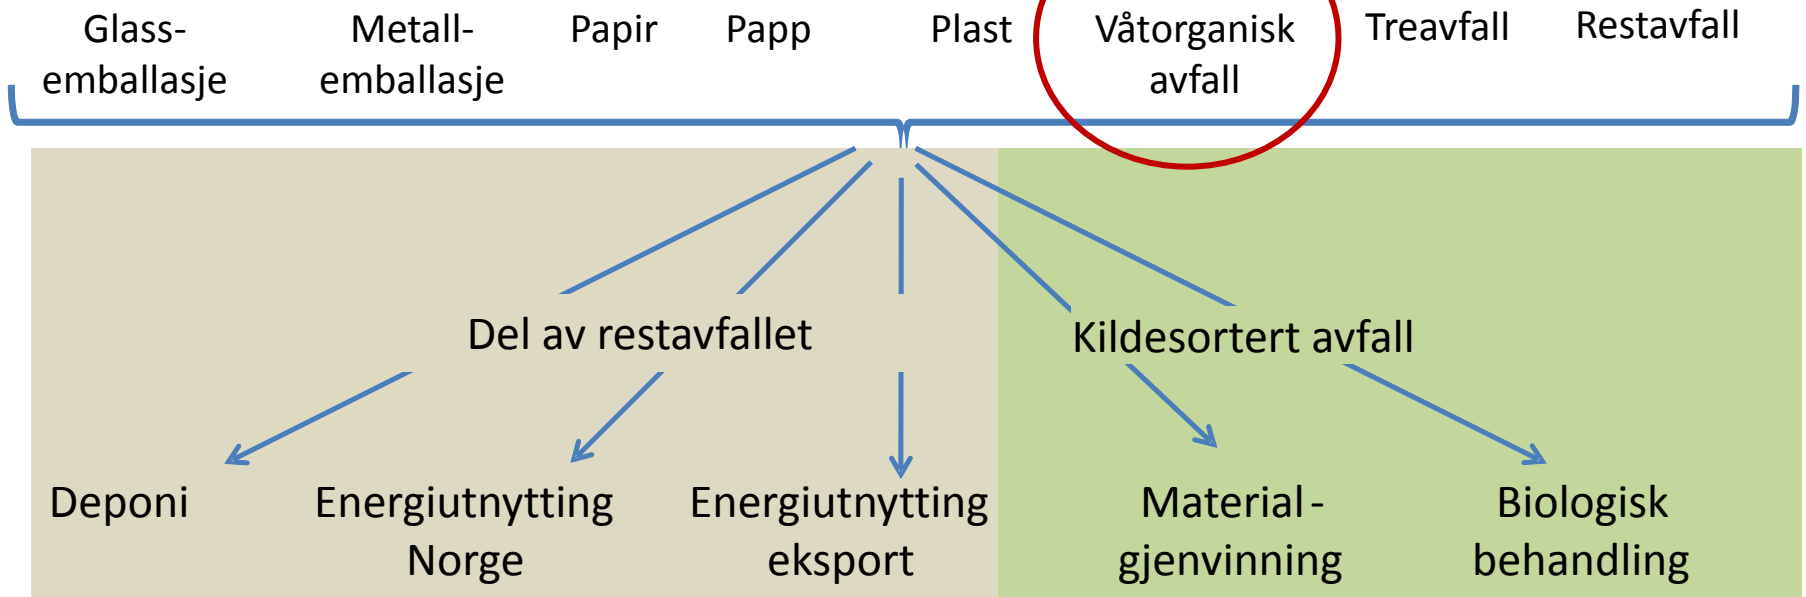 Glass-
emballasje
Metall-
emballasje
Papir
Papp
Plast
Våtorganisk
avfall
Treavfall
Restavfall
Del av restavfallet
Kildesortert avfall
Deponi
Energiutnytting
Norge
Energiutnytting
eksport
Material-
gjenvinning
Biologisk
behandling